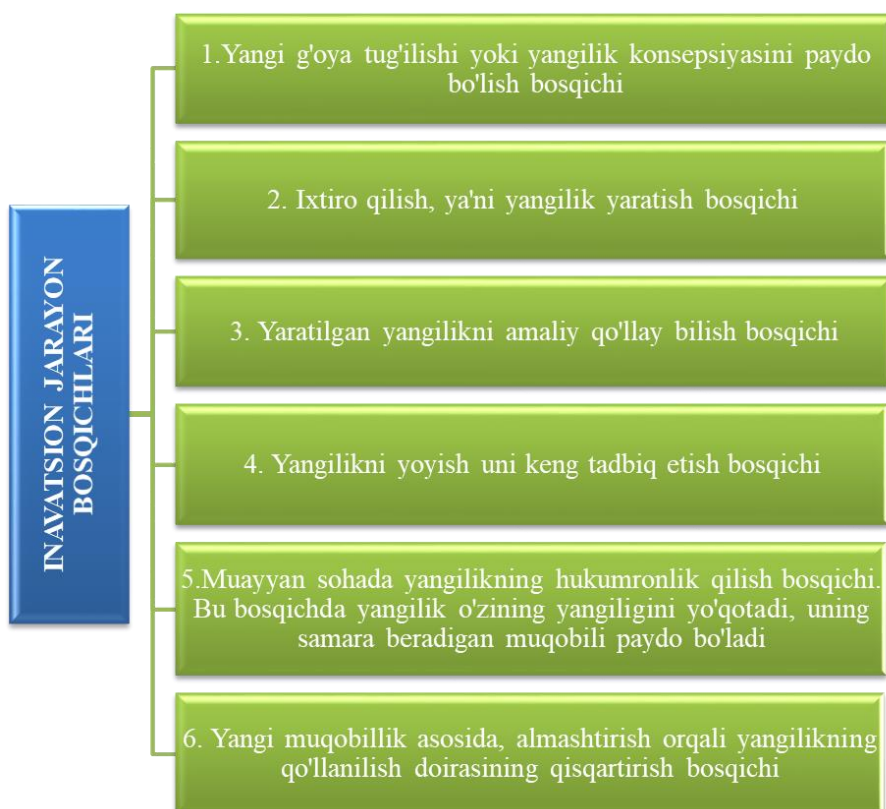 INAVATSION JARAYON
BOSQICHLARI
1.Yangi g'oya tug'ilishi yoki yangilik konsepsiyasini paydo
bo'lish bosqichi
2. Ixtiro qilish, ya'ni yangilik yaratish bosqichi
3. Yaratilgan yangilikni amaliy qo'llay bilish bosqichi
4. Yangilikni yoyish uni keng tadbiq etish bosqichi
5.Muayyan sohada yangilikning hukumronlik qilish bosqichi.
Bu bosqichda yangilik o'zining yangiligini yo'qotadi, uning
samara beradigan muqobili paydo bo'ladi
6. Yangi muqobillik asosida, almashtirish orqali yangilikning
qo'llanilish doirasining qisqartirish bosqichi